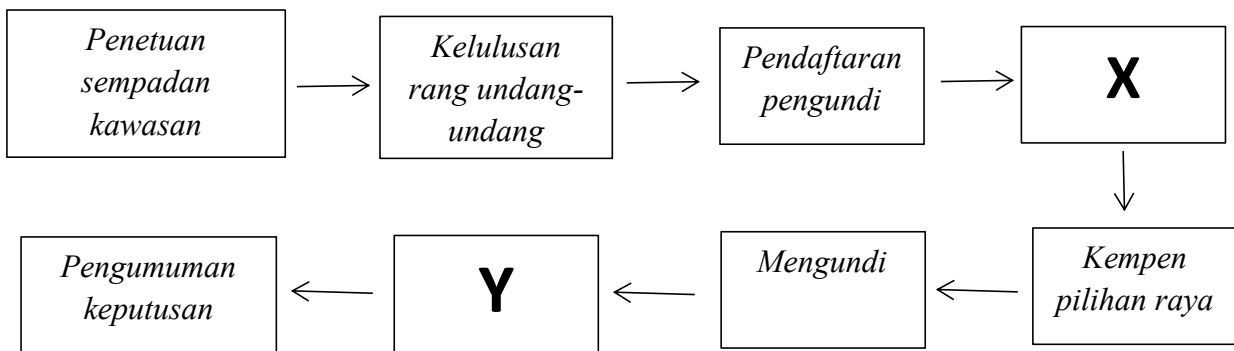 Penetuan
sempadan
kawasan
Kelulusan
rang undang-
undang
Pendaftaran
pengundi
X
Kempen
pilihan raya
Mengundi
Y
Pengumuman
keputusan